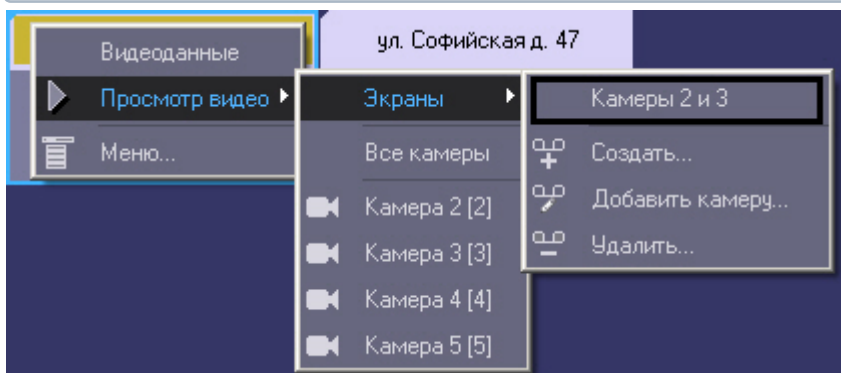 ул. Софийская д. 47
Видеоданные
Просмотр видео
Меню...
Экраны
Все камеры
Камера 2 [2]
Камера 3 [3]
Камера 4 [4]
Камера 5 [5]
Камеры 2 и 3
Создать...
Добавить камеру...
Удалить...